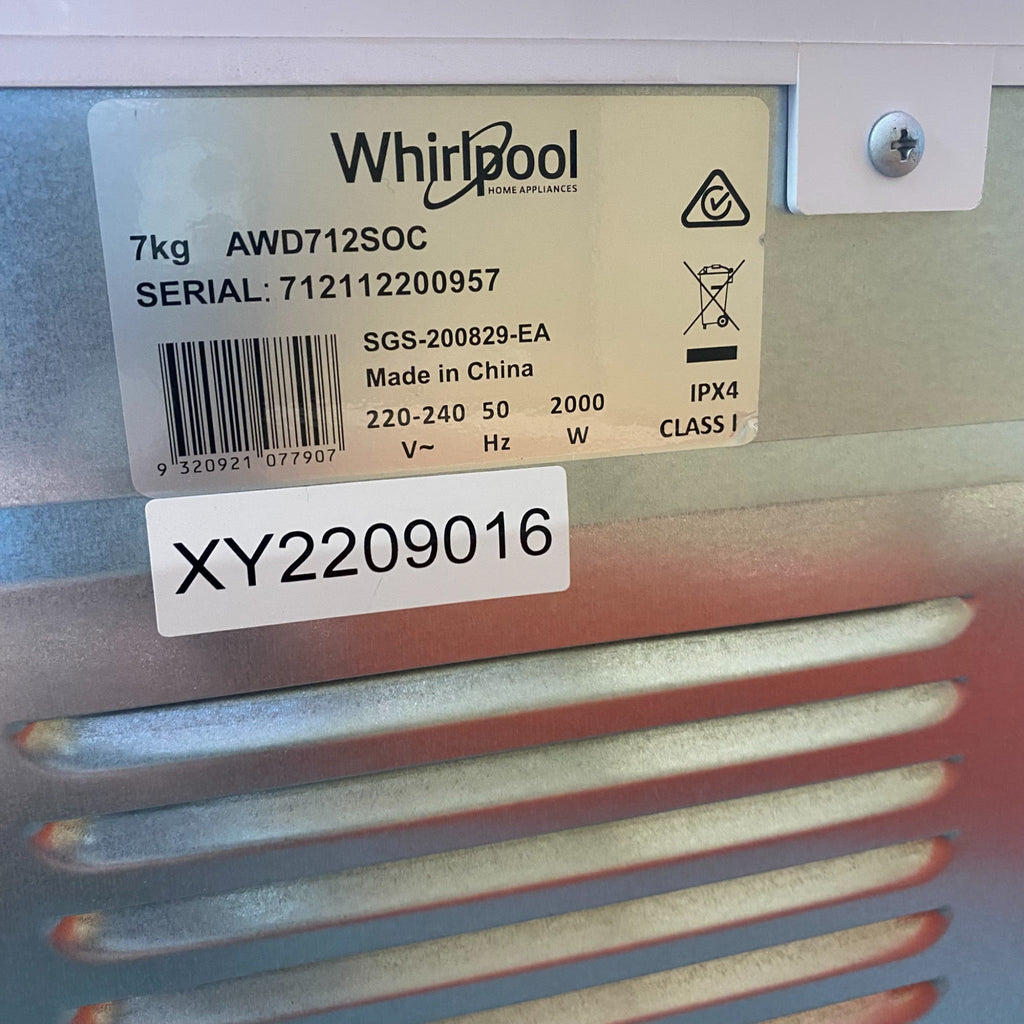 Whirlpool
HOME APPLIANCES
7kg AWD712SOC
SERIAL: 712112200957
SGS-200829-EA
Made in China
220-240 50 2000
V~ Hz W
IPX4
CLASS I
9 320921 077907
XY2209016